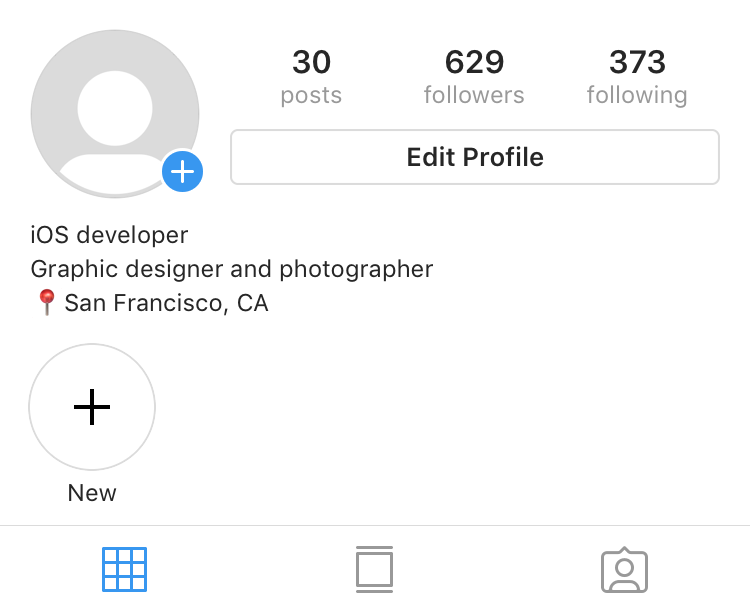 30 629 373
posts followers following
Edit Profile
iOS developer
Graphic designer and photographer
📍 San Francisco, CA
New